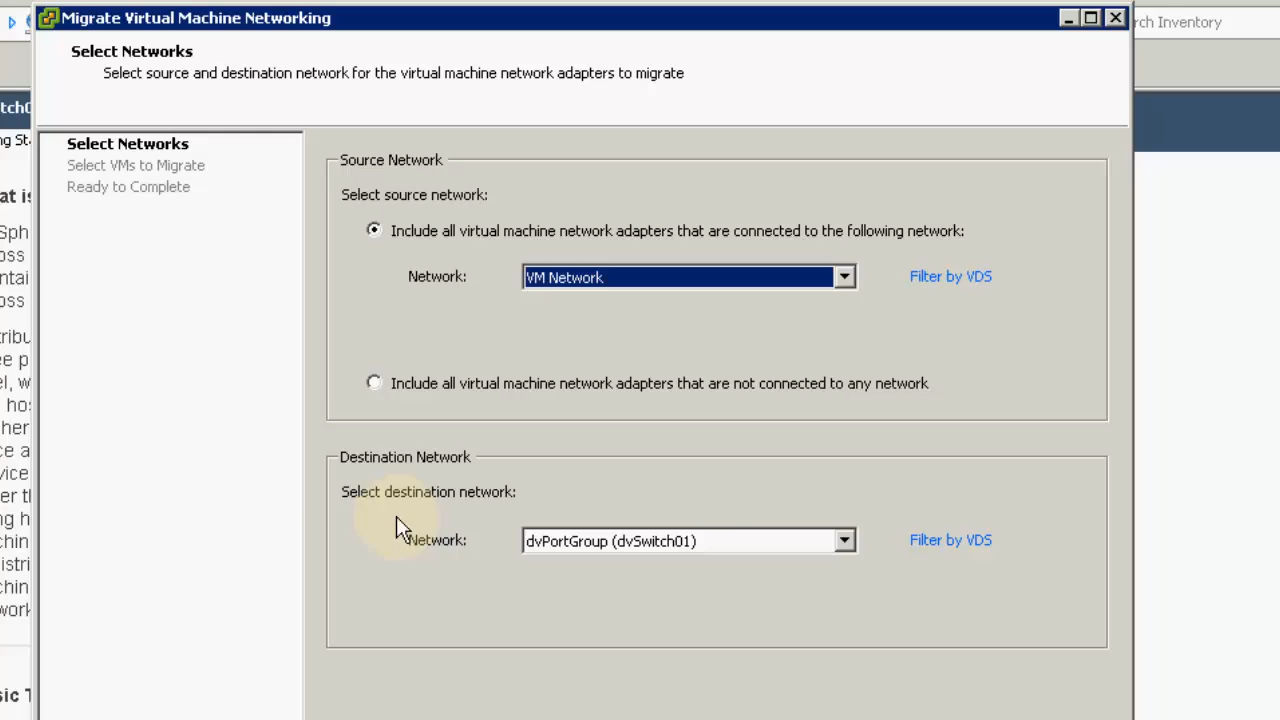 Migrate Virtual Machine Networking
rch Inventory
Select Networks
Select source and destination network for the virtual machine network adapters to migrate
Select Networks
Select VMs to Migrate
Ready to Complete
Source Network
Select source network:
Include all virtual machine network adapters that are connected to the following network:
Network: VM Network Filter by VDS
Include all virtual machine network adapters that are not connected to any network
Destination Network
Select destination network:
Network: dvPortGroup (dvSwitch01) Filter by VDS